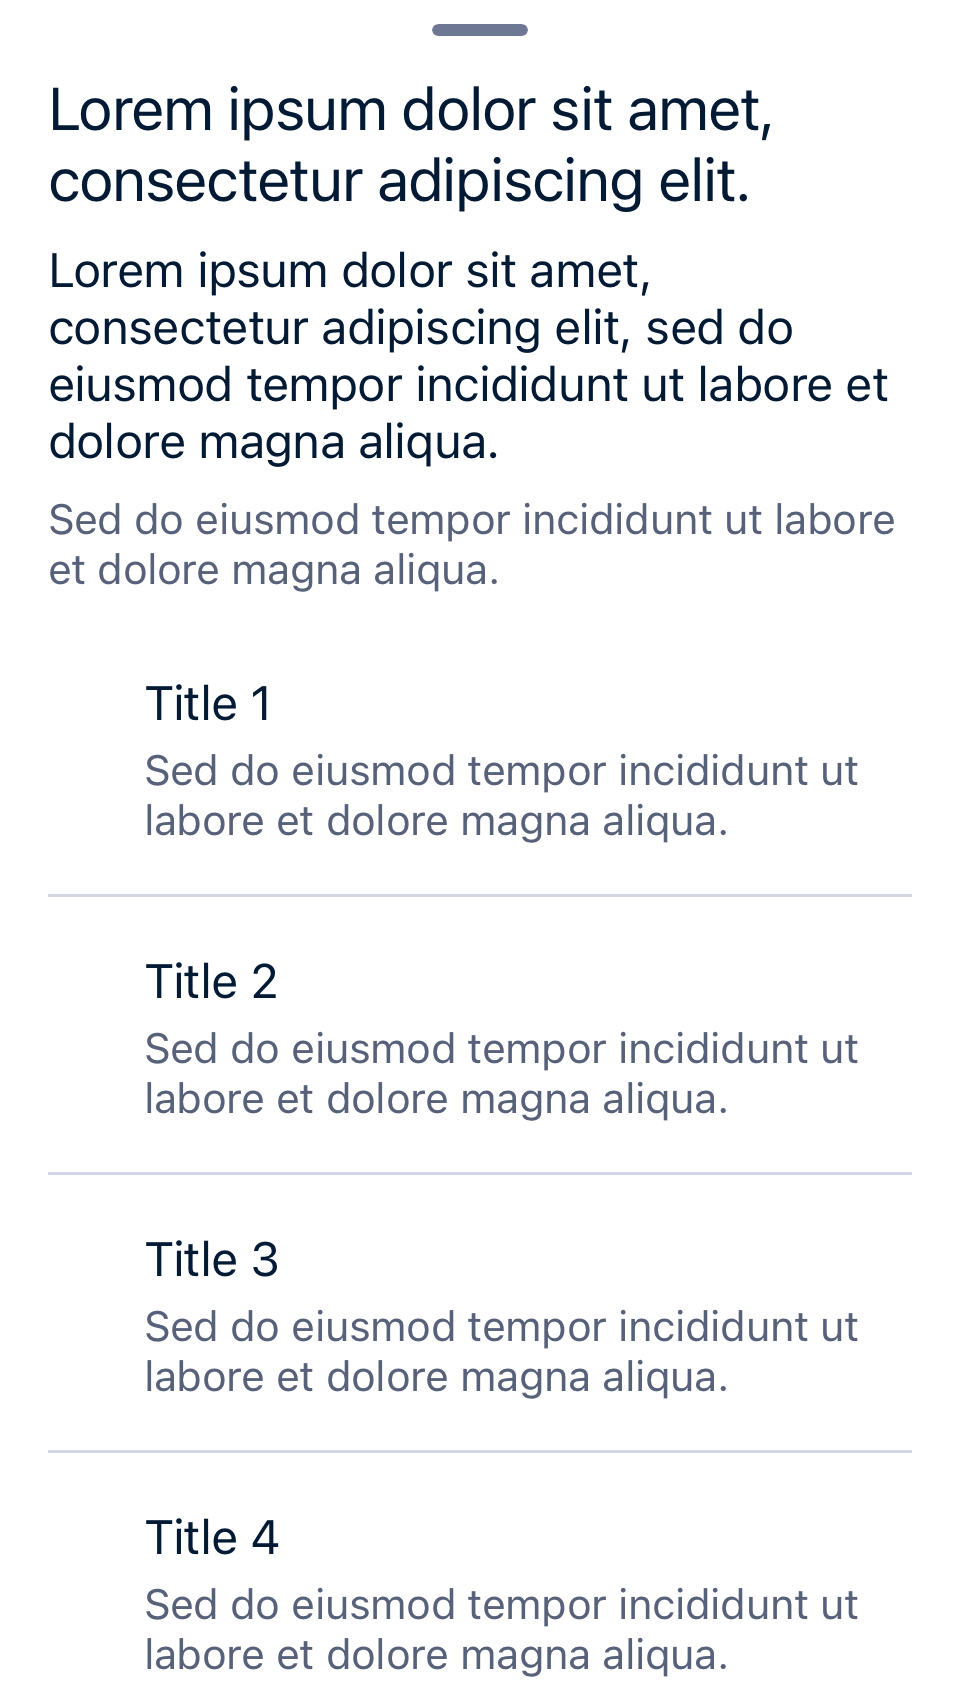 Lorem ipsum dolor sit amet,
consectetur adipiscing elit.
Lorem ipsum dolor sit amet,
consectetur adipiscing elit, sed do
eiusmod tempor incididunt ut labore et
dolore magna aliqua.
Sed do eiusmod tempor incididunt ut labore
et dolore magna aliqua.
Title 1
Sed do eiusmod tempor incididunt ut
labore et dolore magna aliqua.
Title 2
Sed do eiusmod tempor incididunt ut
labore et dolore magna aliqua.
Title 3
Sed do eiusmod tempor incididunt ut
labore et dolore magna aliqua.
Title 4
Sed do eiusmod tempor incididunt ut
labore et dolore magna aliqua.